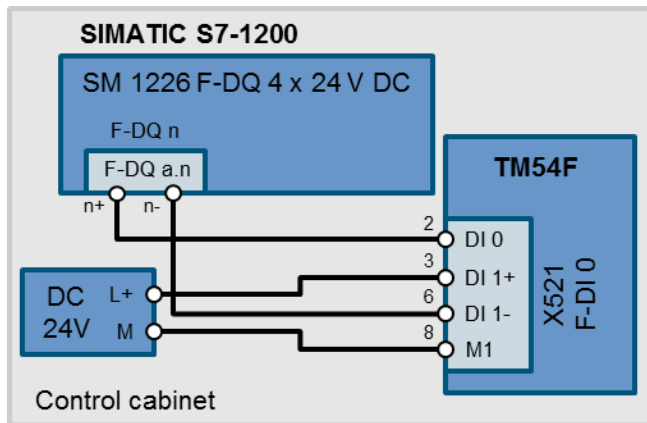 SIMATIC S7-1200
SM 1226 F-DQ 4 x 24 V DC
F-DQ n
F-DQ a.n
n+
n-
TM54F
2
DI 0
3
DI 1+
6
DI 1-
8
M1
X521
F-DI 0
DC
24V
L+
M
Control cabinet